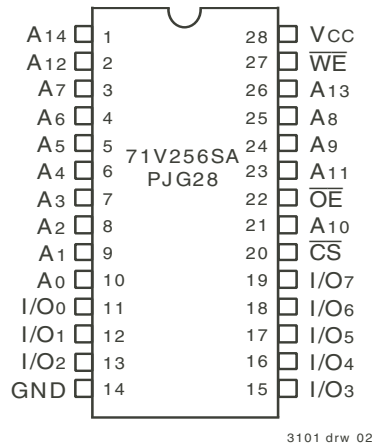 A14 1 28 VCC
A12 2 27 WE
A7 3 26 A13
A6 4 25 A8
A5 5 24 A9
A4 6 71V256SA 23 A11
A3 7 PJG28 22 OE
A2 8 21 A10
A1 9 20 CS
A0 10 19 I/O7
I/O0 11 18 I/O6
I/O1 12 17 I/O5
I/O2 13 16 I/O4
GND 14 15 I/O3
3101 drw 02